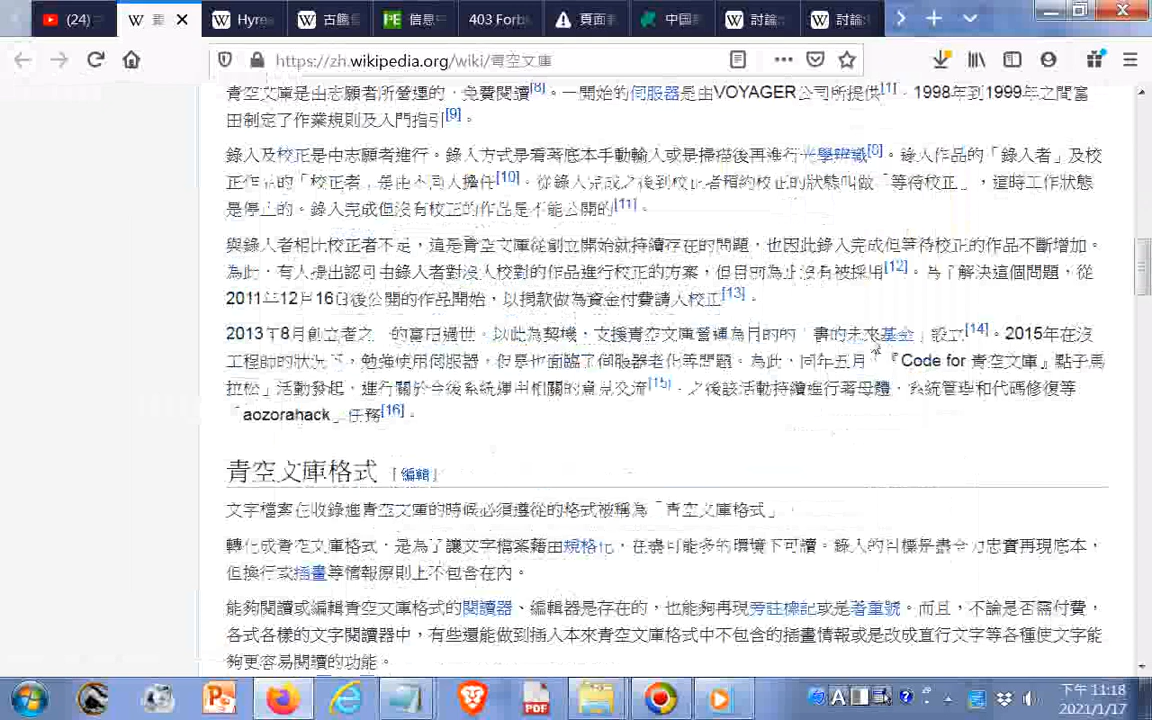 (24)
Hyre
古騰
信息
403 Forb
頁面
中国
討論
討論
https://zh.wikipedia.org/wiki/青空文庫
青空文庫是由志願者所營運的，免費閱讀[8]。一開始的伺服器是由VOYAGER公司所提供[1]。1998年到1999年之間富
田制定了作業規則及入門指引[9]。
錄入及校正是由志願者進行。錄入方式是看著底本手動輸入或是掃描後再進行光學辨識[6]。錄入作品的「錄入者」及校
正作品的「校正者」是由不同人擔任[10]。從錄入完成之後到校正者預約校正的狀態叫做「等待校正」，這時工作狀態
是停止的。錄入完成但沒有校正的作品是不能公開的[11]。
與錄入者相比校正者不足，這是青空文庫從創立開始就持續存在的問題，也因此錄入完成但等待校正的作品不斷增加。
為此，有人提出認可由錄入者對沒人校對的作品進行校正的方案，但目前為止沒有被採用[12]。為了解決這個問題，從
2011年12月16日後公開的作品開始，以捐款做為資金付費請人校正[13]。
2013年8月創立者之一的富田過世。以此為契機，支援青空文庫營運為目的的「書的未來基金」設立[14]。2015年在沒
工程師的狀況下，勉強使用伺服器，但是也面臨了伺服器老化等問題。為此，同年五月，『Code for 青空文庫』點子馬
拉松」活動發起，進行關於今後系統運用相關的意見交流[15]。之後該活動持續進行著母體，系統管理和代碼修復等
「aozorahack」任務[16]。
青空文庫格式 [編輯]
文字檔案在收錄進青空文庫的時候必須遵從的格式被稱為「青空文庫格式」。
轉化成青空文庫格式，是為了讓文字檔案藉由規格化，在盡可能多的環境下可讀。錄入的目標是盡全力忠實再現底本，
但換行或插畫等情報原則上不包含在內。
能夠閱讀或編輯青空文庫格式的閱讀器、編輯器是存在的，也能夠再現旁註標記或是著重號。而且，不論是否需付費，
各式各樣的文字閱讀器中，有些還能做到插入本來青空文庫格式中不包含的插畫情報或是改成直行文字等各種使文字能
夠更容易閱讀的功能。
PDF
下午 11:18
2021/1/17